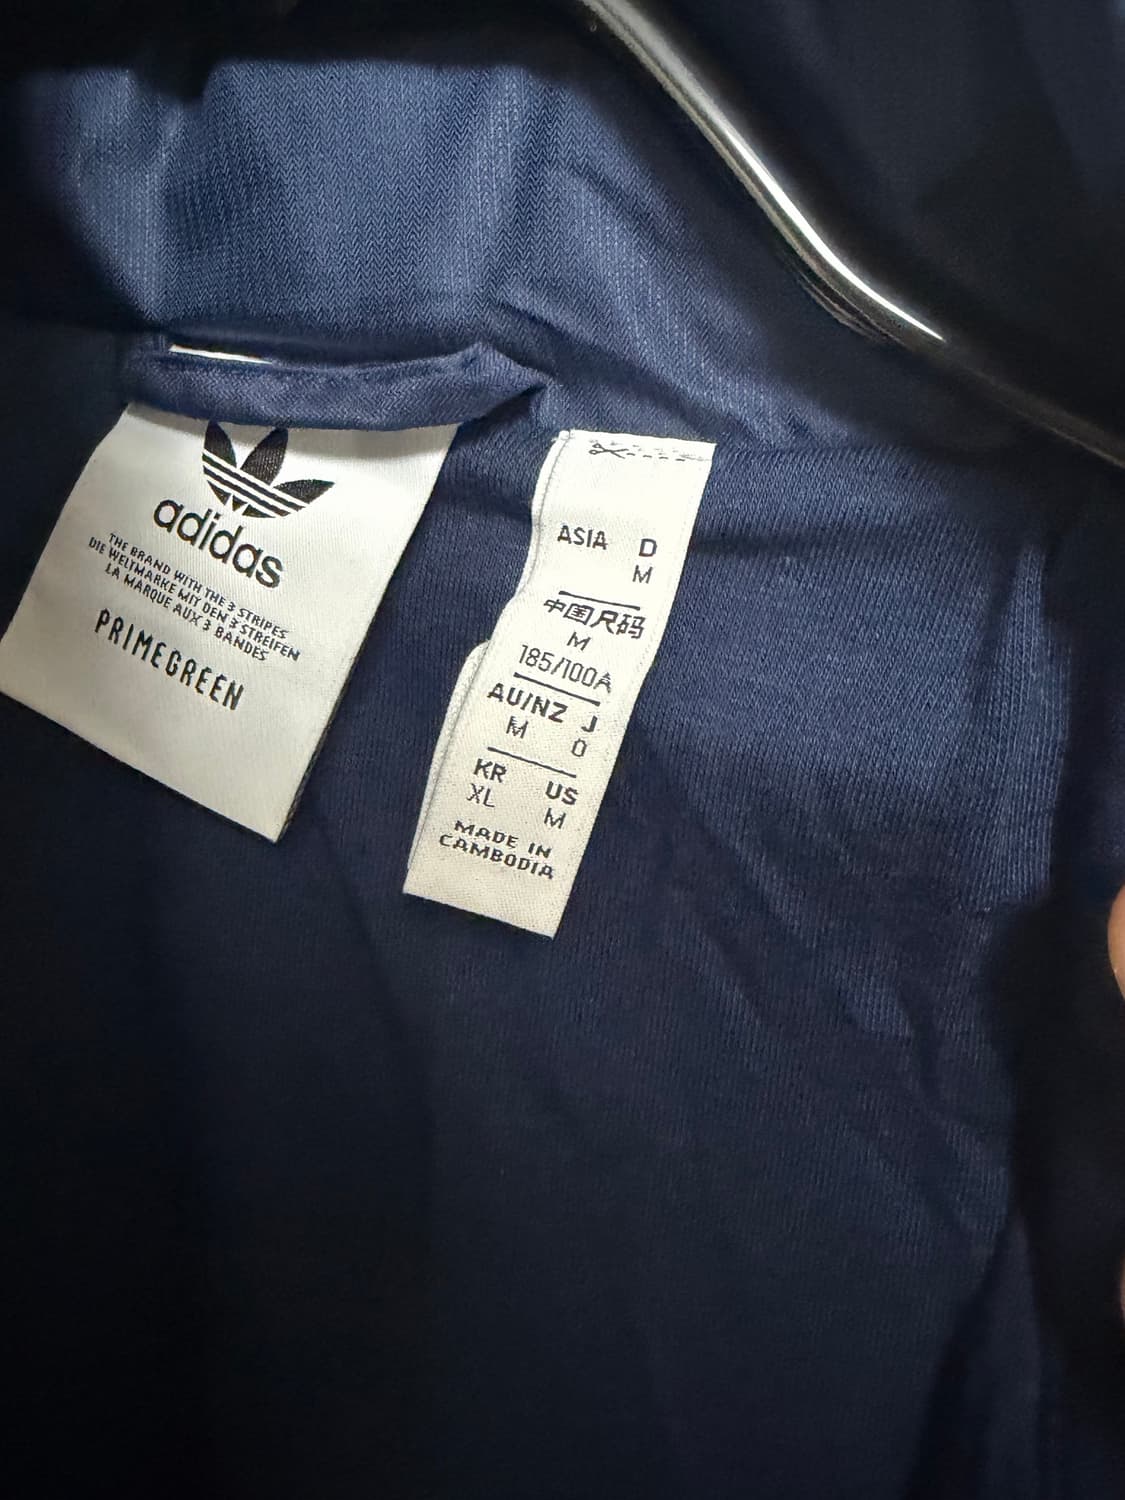 adidas
THE BRAND WITH THE 3 STRIPES
DIE WELTMARKE MIT DEN 3 STREIFEN
LA MARQUE AUX 3 BANDES
PRIMEGREEN
ASIA D
M
中国尺码
M
185/100A
AU/NZ J
M O
KR US
XL M
MADE IN
CAMBODIA